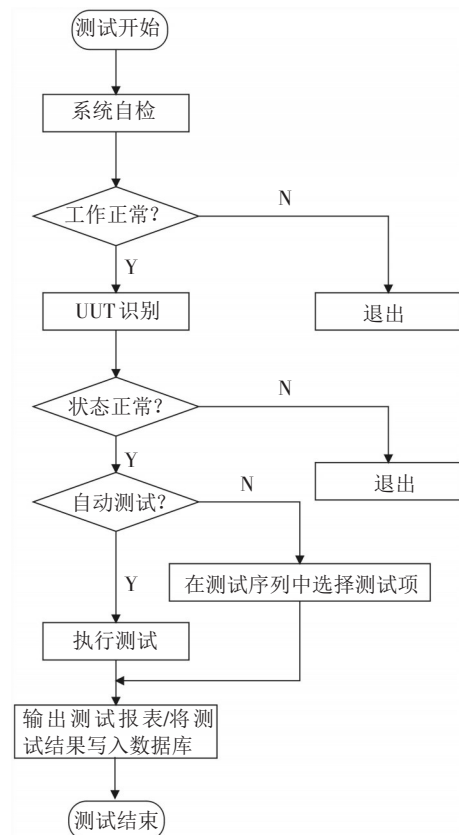 测试开始
系统自检
工作正常?
N
Y
UUT识别
退出
状态正常?
N
Y
退出
自动测试?
N
Y
在测试序列中选择测试项
执行测试
输出测试报表/将测
试结果写入数据库
测试结束